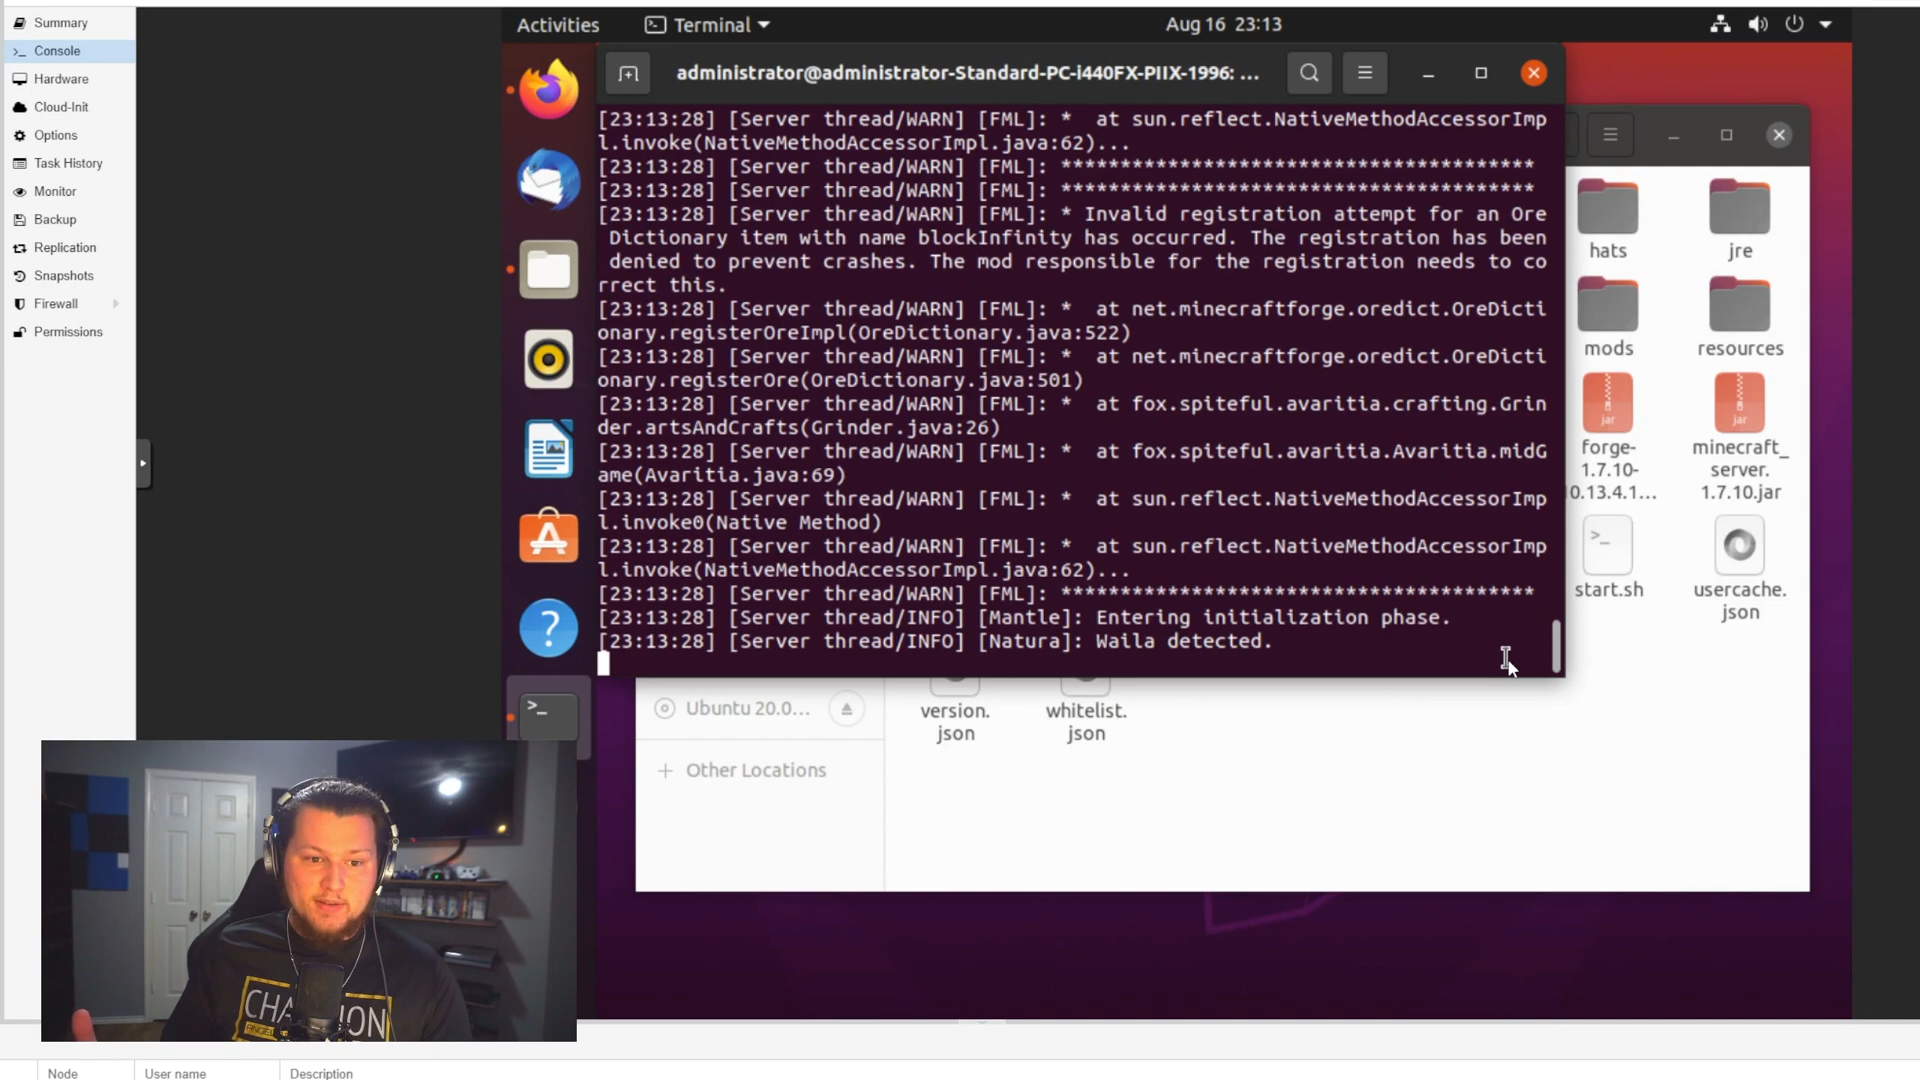 Summary
Console
Hardware
Cloud-Init
Options
Task History
Monitor
Backup
Replication
Snapshots
Firewall
Permissions
Activities
Terminal
Aug 16 23:13
administrator@administrator-Standard-PC-i440FX-PIIX-1996: ...
[23:13:28] [Server thread/WARN] [FML]: *  at sun.reflect.NativeMethodAccessorImp
l.invoke(NativeMethodAccessorImpl.java:62)...
[23:13:28] [Server thread/WARN] [FML]: ****************************************
[23:13:28] [Server thread/WARN] [FML]: ****************************************
[23:13:28] [Server thread/WARN] [FML]: * Invalid registration attempt for an Ore
 Dictionary item with name blockInfinity has occurred. The registration has been
 denied to prevent crashes. The mod responsible for the registration needs to co
rrect this.
[23:13:28] [Server thread/WARN] [FML]: *  at net.minecraftforge.oredict.OreDicti
onary.registerOreImpl(OreDictionary.java:522)
[23:13:28] [Server thread/WARN] [FML]: *  at net.minecraftforge.oredict.OreDicti
onary.registerOre(OreDictionary.java:501)
[23:13:28] [Server thread/WARN] [FML]: *  at fox.spiteful.avaritia.crafting.Grin
der.artsAndCrafts(Grinder.java:26)
[23:13:28] [Server thread/WARN] [FML]: *  at fox.spiteful.avaritia.Avaritia.midG
ame(Avaritia.java:69)
[23:13:28] [Server thread/WARN] [FML]: *  at sun.reflect.NativeMethodAccessorImp
l.invoke0(Native Method)
[23:13:28] [Server thread/WARN] [FML]: *  at sun.reflect.NativeMethodAccessorImp
l.invoke(NativeMethodAccessorImpl.java:62)...
[23:13:28] [Server thread/WARN] [FML]: ****************************************
[23:13:28] [Server thread/INFO] [Mantle]: Entering initialization phase.
[23:13:28] [Server thread/INFO] [Natura]: Waila detected.
hats
jre
mods
resources
jar
jar
forge-
1.7.10-
10.13.4.1...
minecraft_
server.
1.7.10.jar
start.sh
usercache.
json
Ubuntu 20.0...
Other Locations
version.
json
whitelist.
json
Node
User name
Description